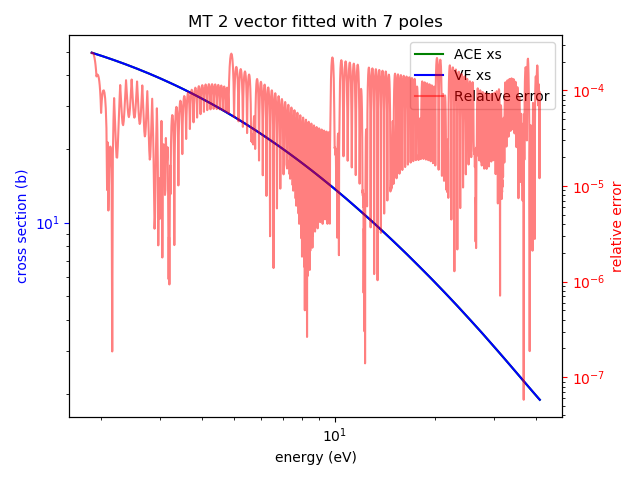 MT 2 vector fitted with 7 poles
ACE xs
VF xs
Relative error
cross section (b)
10¹
10⁻⁴
10⁻⁵
10⁻⁶
10⁻⁷
relative error
10¹
energy (eV)